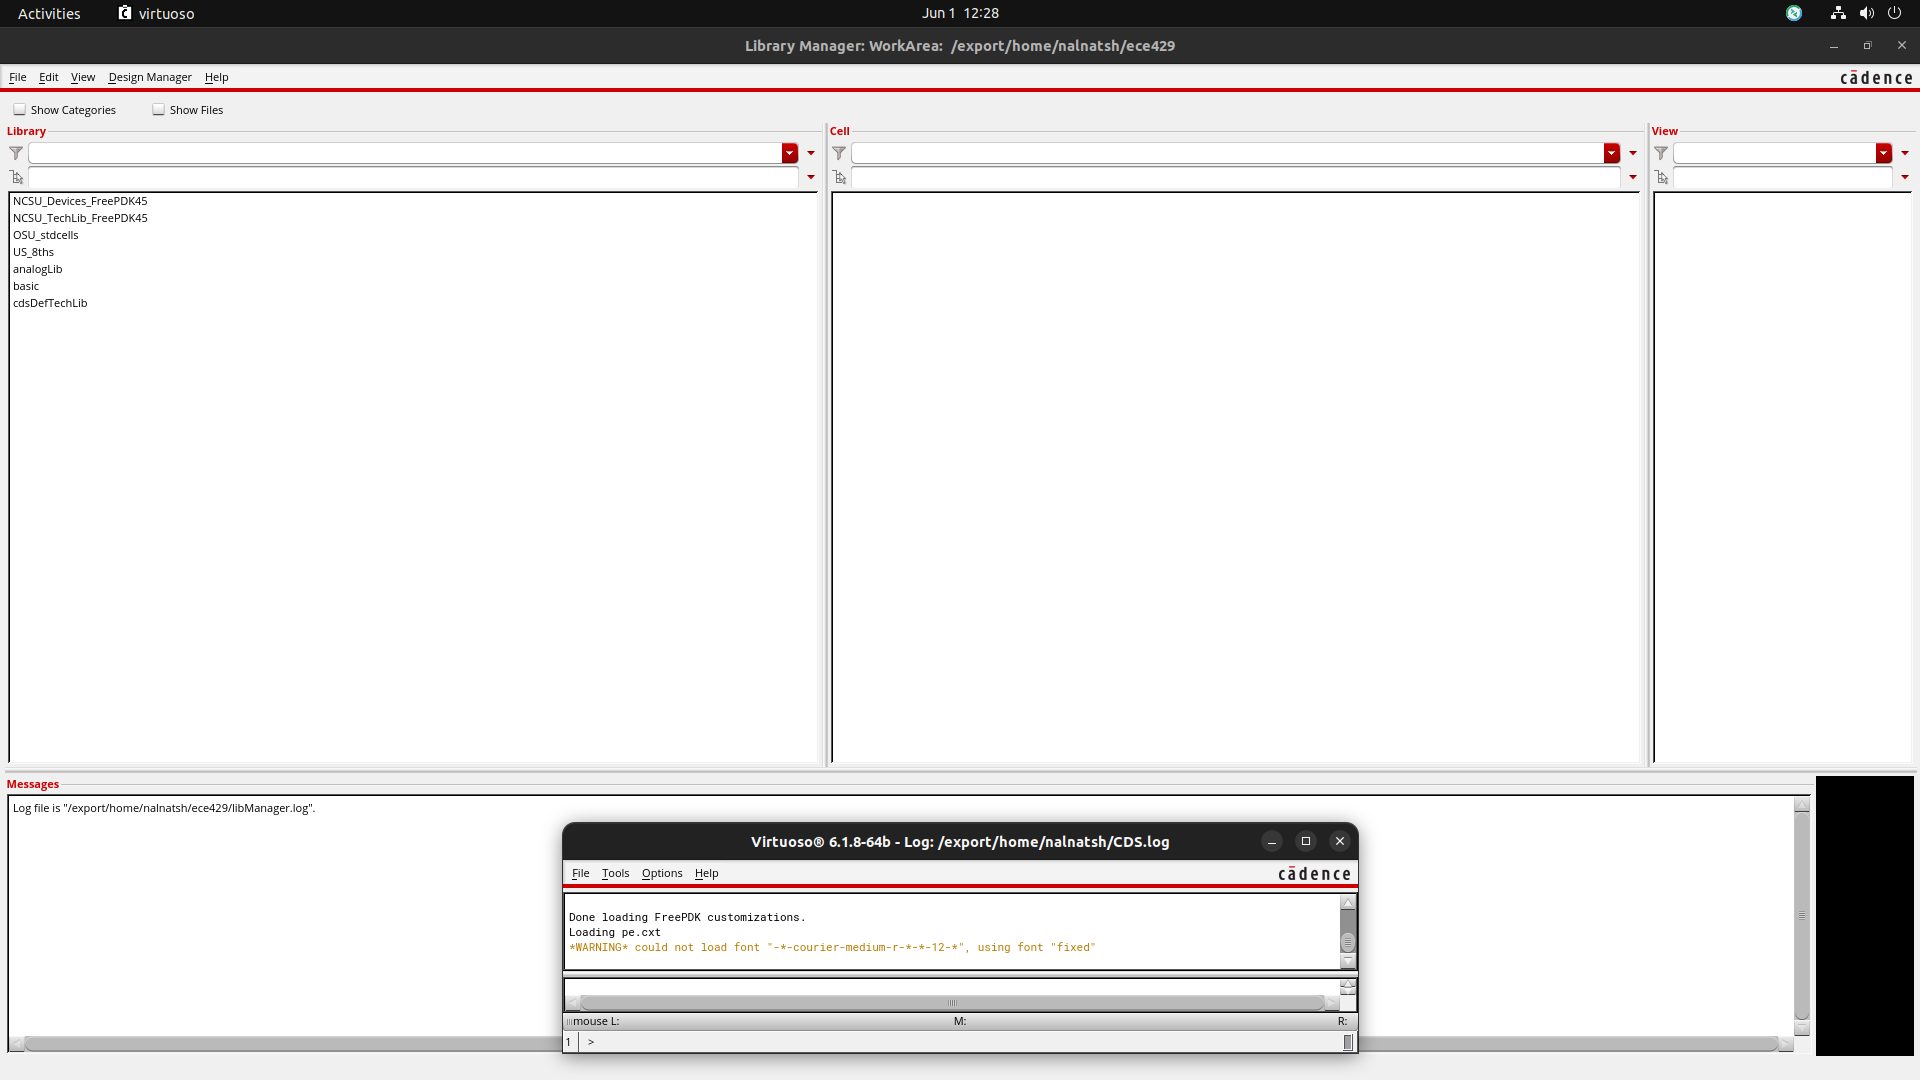 Activities virtuoso Jun 1 12:28
Library Manager: WorkArea: /export/home/nalnatsh/ece429
File Edit View Design Manager Help cādence
Show Categories Show Files
Library Cell View
NCSU_Devices_FreePDK45
NCSU_TechLib_FreePDK45
OSU_stdcells
US_8ths
analogLib
basic
cdsDefTechLib
Messages
Log file is "/export/home/nalnatsh/ece429/libManager.log".
Virtuoso® 6.1.8-64b - Log: /export/home/nalnatsh/CDS.log
File Tools Options Help cādence
Done loading FreePDK customizations.
Loading pe.cxt
*WARNING* could not load font "-*-courier-medium-r-*-*-12-*", using font "fixed"
mouse L: M: R:
1 >